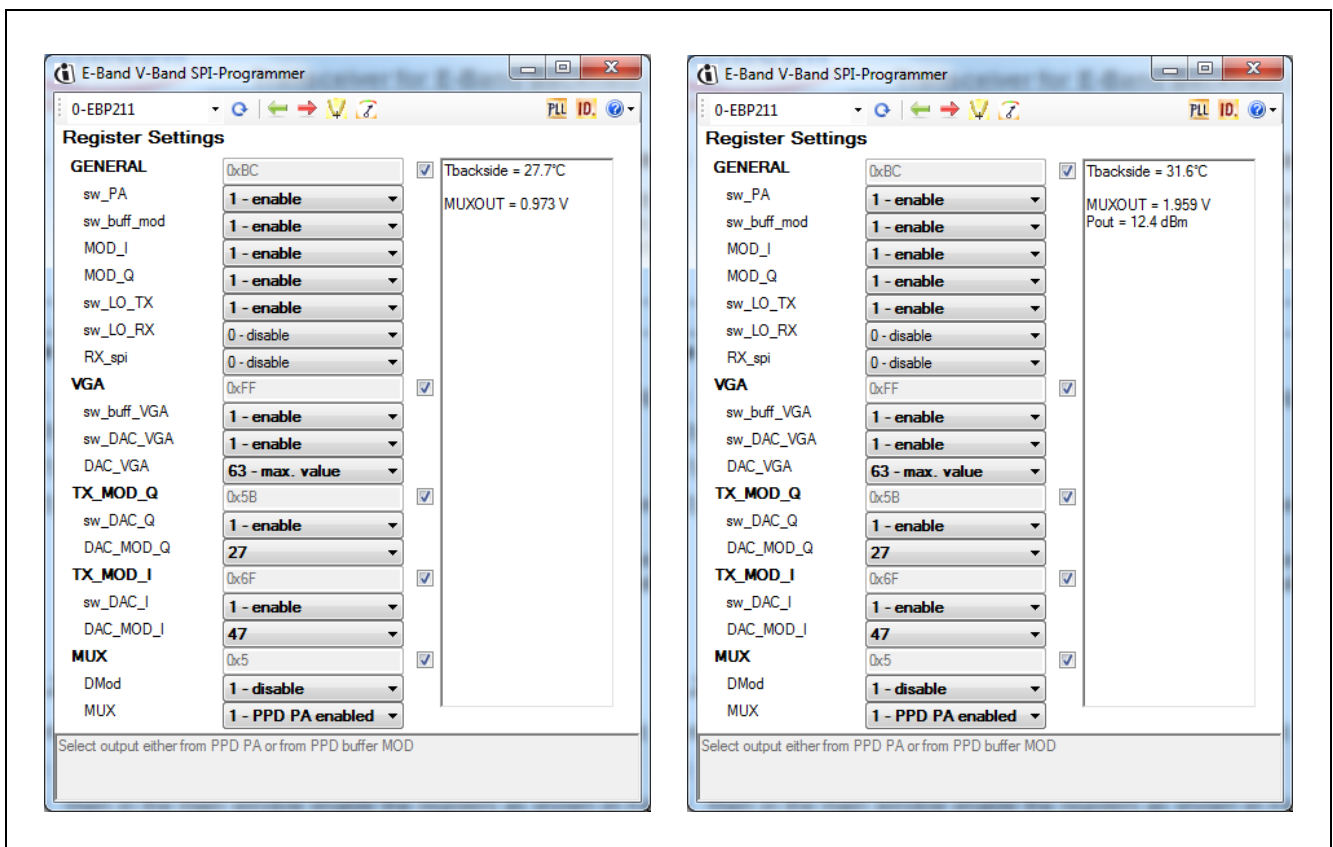 E-Band V-Band SPI-Programmer
0-EBP211 PLL ID.
Register Settings
GENERAL 0xBC
sw_PA 1 - enable
sw_buff_mod 1 - enable
MOD_I 1 - enable
MOD_Q 1 - enable
sw_LO_TX 1 - enable
sw_LO_RX 0 - disable
RX_spi 0 - disable
VGA 0xFF
sw_buff_VGA 1 - enable
sw_DAC_VGA 1 - enable
DAC_VGA 63 - max. value
TX_MOD_Q 0x5B
sw_DAC_Q 1 - enable
DAC_MOD_Q 27
TX_MOD_I 0x6F
sw_DAC_I 1 - enable
DAC_MOD_I 47
MUX 0x5
DMod 1 - disable
MUX 1 - PPD PA enabled
Tbackside = 27.7°C
MUXOUT = 0.973 V
Select output either from PPD PA or from PPD buffer MOD
E-Band V-Band SPI-Programmer
0-EBP211 PLL ID.
Register Settings
GENERAL 0xBC
sw_PA 1 - enable
sw_buff_mod 1 - enable
MOD_I 1 - enable
MOD_Q 1 - enable
sw_LO_TX 1 - enable
sw_LO_RX 0 - disable
RX_spi 0 - disable
VGA 0xFF
sw_buff_VGA 1 - enable
sw_DAC_VGA 1 - enable
DAC_VGA 63 - max. value
TX_MOD_Q 0x5B
sw_DAC_Q 1 - enable
DAC_MOD_Q 27
TX_MOD_I 0x6F
sw_DAC_I 1 - enable
DAC_MOD_I 47
MUX 0x5
DMod 1 - disable
MUX 1 - PPD PA enabled
Tbackside = 31.6°C
MUXOUT = 1.959 V
Pout = 12.4 dBm
Select output either from PPD PA or from PPD buffer MOD